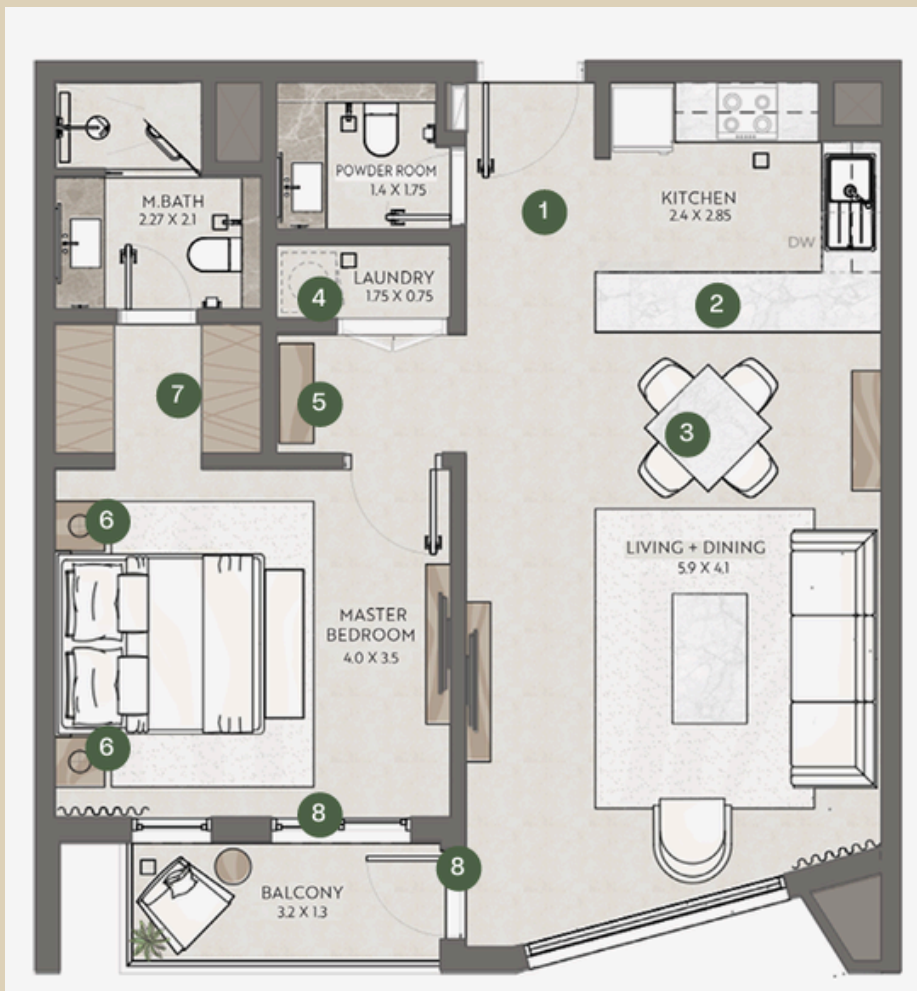 POWDER ROOM
1.4 X 1.75
M.BATH
2.27 X 2.1
1
KITCHEN
2.4 X 2.85
DW
LAUNDRY
1.75 X 0.75
4
2
7
5
3
6
LIVING + DINING
5.9 X 4.1
MASTER
BEDROOM
4.0 X 3.5
6
8
8
BALCONY
3.2 X 1.3